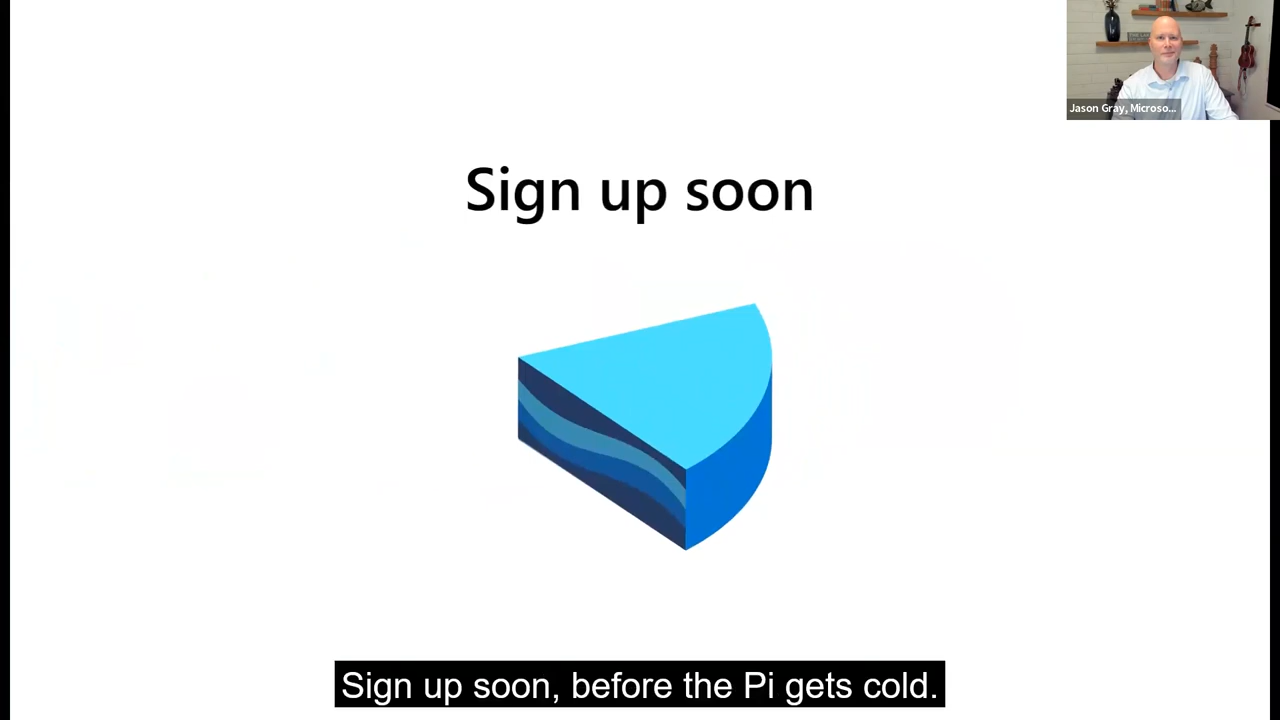 Jason Gray, Microso...
Sign up soon
Sign up soon, before the Pi gets cold.